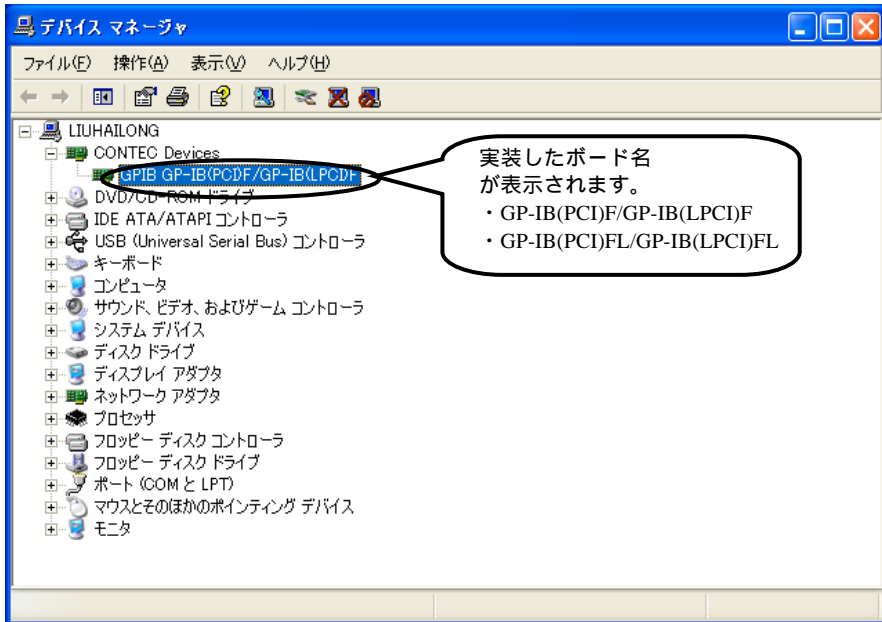 デバイス マネージャ
ファイル(F) 操作(A) 表示(V) ヘルプ(H)
LIUHAILONG
CONTEC Devices
GPIB GP-IB(PCI)F/GP-IB(LPCI)F
DVD/CD-ROM ドライブ
IDE ATA/ATAPI コントローラ
USB (Universal Serial Bus) コントローラ
キーボード
コンピュータ
サウンド、ビデオ、およびゲーム コントローラ
システム デバイス
ディスク ドライブ
ディスプレイ アダプタ
ネットワーク アダプタ
プロセッサ
フロッピー ディスク コントローラ
フロッピー ディスク ドライブ
ポート (COM と LPT)
マウスとそのほかのポインティング デバイス
モニタ
実装したボード名
が表示されます。
・GP-IB(PCI)F/GP-IB(LPCI)F
・GP-IB(PCI)FL/GP-IB(LPCI)FL